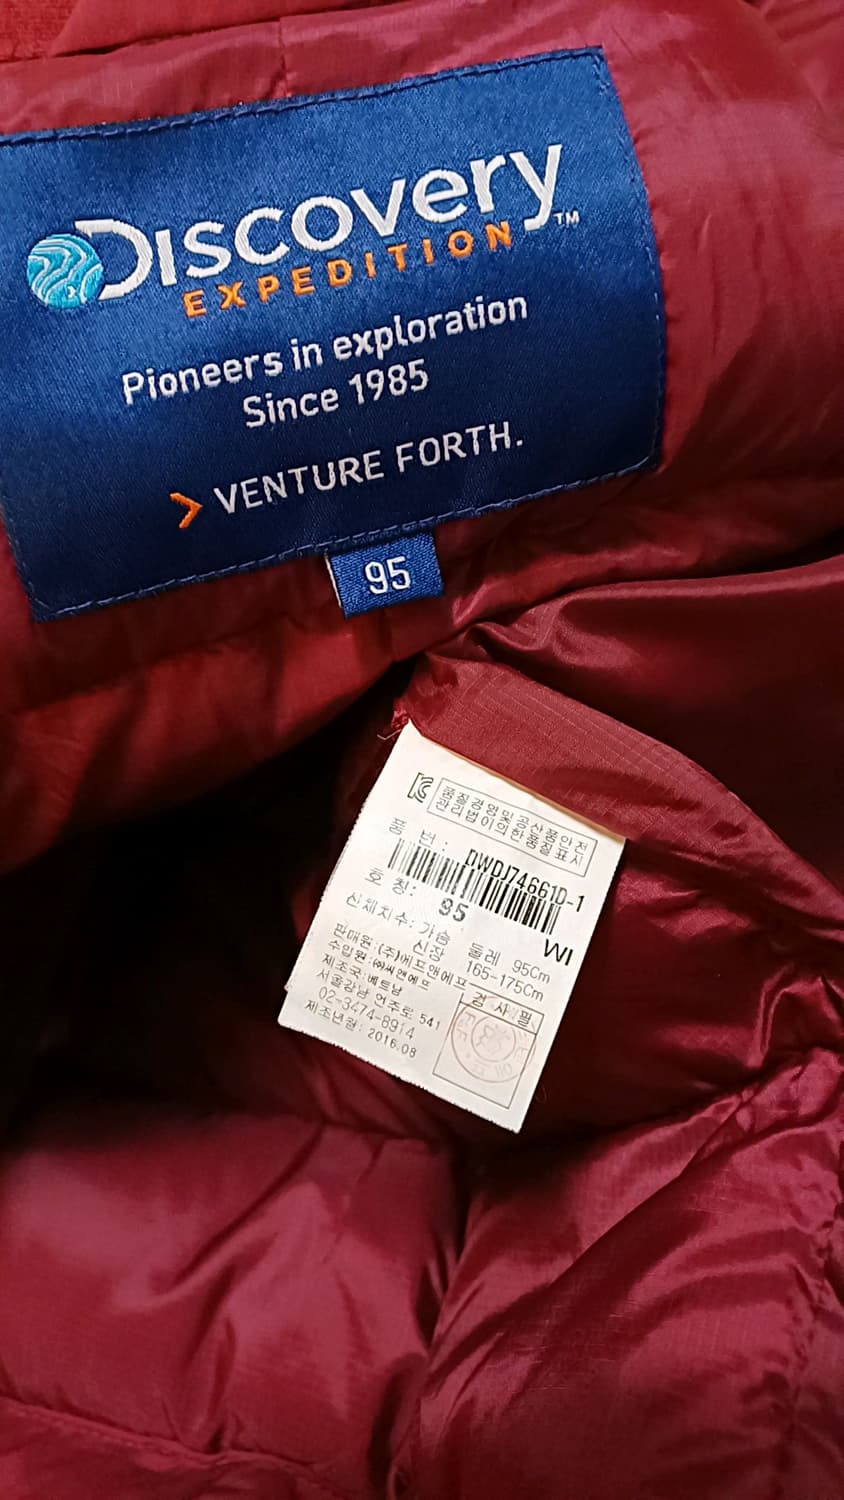 DISCOVERY™
EXPEDITION
Pioneers in exploration
Since 1985
> VENTURE FORTH.
95
품질경영및공산품안전
관리법에의한품질표시
품 번: DWDJ74661D-1
호 칭: 95
WI
신체치수: 가슴 둘레 95Cm
신장 165-175Cm
판매원:(주)에프앤에프
수입원:㈜씨앤에프
제조국:베트남
서울강남 언주로 541
02-3474-8914
제조년월: 2016.08
검사필